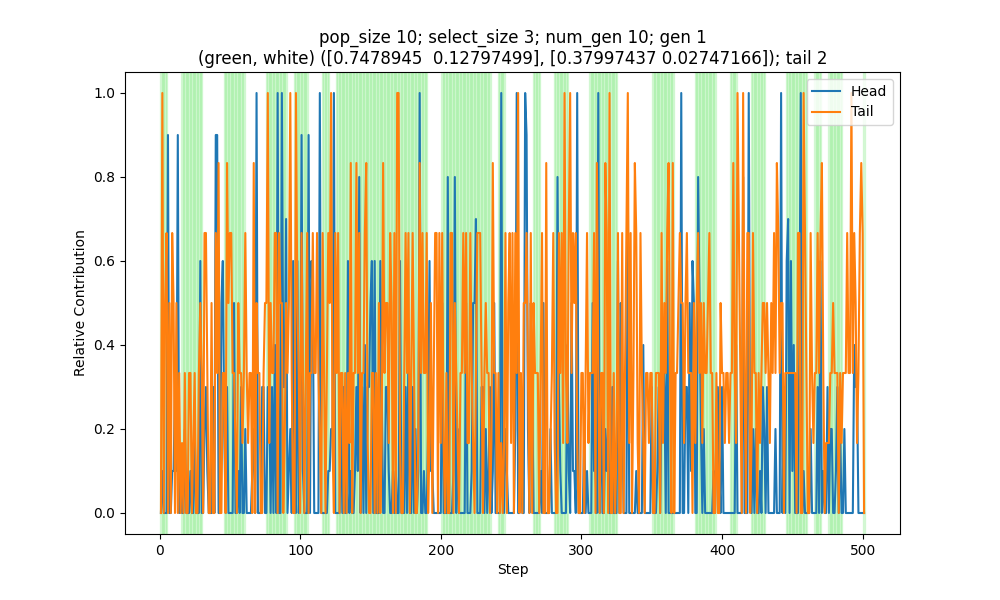 pop_size 10; select_size 3; num_gen 10; gen 1
(green, white) ([0.7478945  0.12797499], [0.37997437 0.02747166]); tail 2
Head
Tail
Relative Contribution
1.0
0.8
0.6
0.4
0.2
0.0
0 100 200 300 400 500
Step